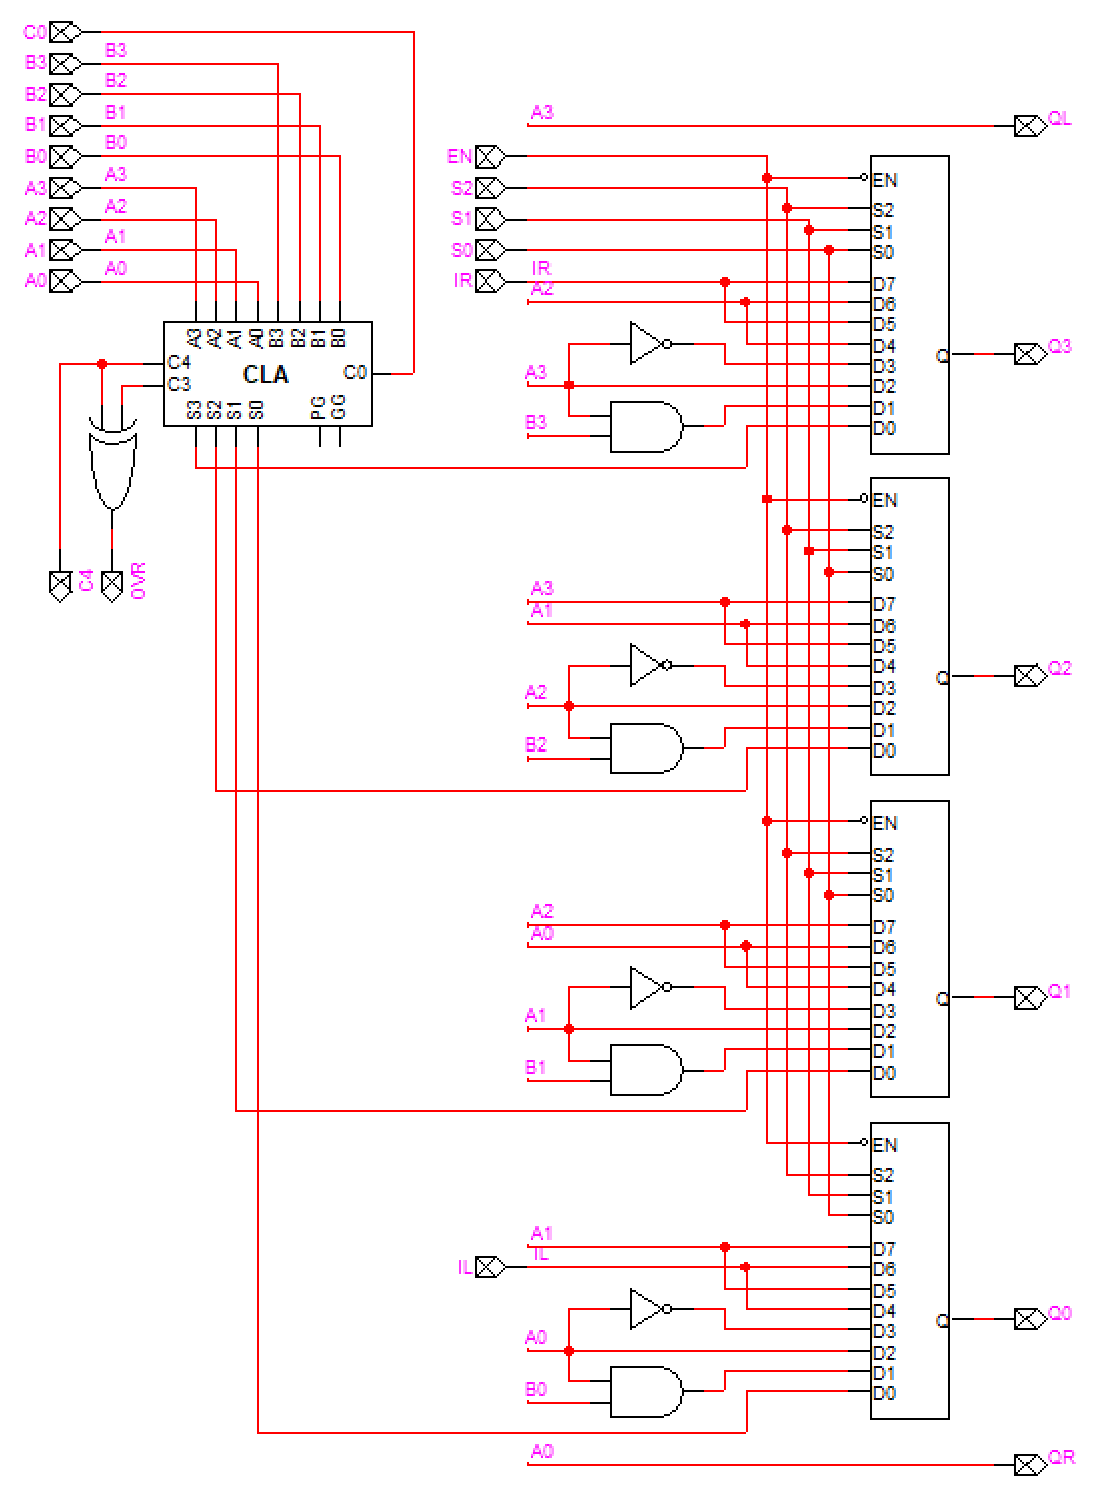 C0
B3 B3
B2 B2
B1 B1
B0 B0
A3 A3
A2 A2
A1 A1
A0 A0
A3 A2 A1 A0 B3 B2 B1 B0
C4 CLA C0
C3
S3 S2 S1 S0 PG GG
C4 OVR
A3 QL
EN
S2
S1
S0
IR IR
A2
A3
B3
EN
S2
S1
S0
D7
D6
D5
D4
D3
D2
D1
D0
Q Q3
A3
A1
A2
B2
EN
S2
S1
S0
D7
D6
D5
D4
D3
D2
D1
D0
Q Q2
A2
A0
A1
B1
EN
S2
S1
S0
D7
D6
D5
D4
D3
D2
D1
D0
Q Q1
A1
IL IL
A0
B0
EN
S2
S1
S0
D7
D6
D5
D4
D3
D2
D1
D0
Q Q0
A0 QR